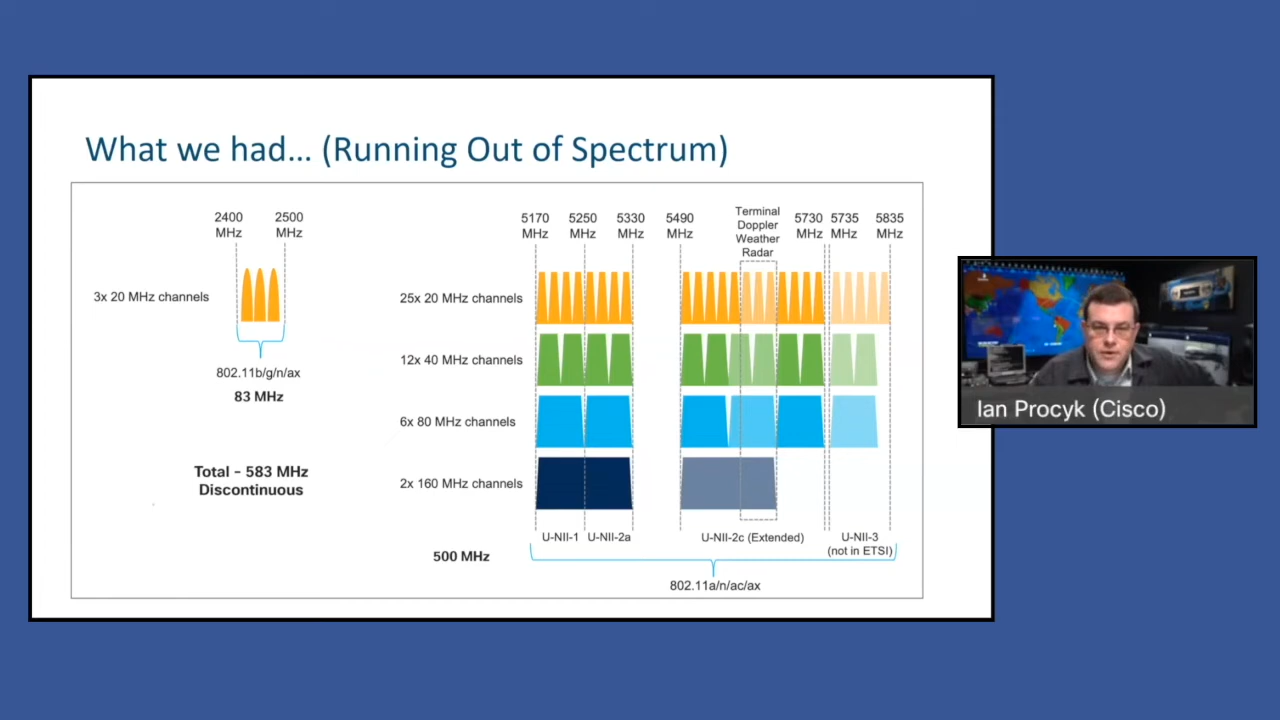 What we had... (Running Out of Spectrum)
2400 MHz
2500 MHz
3x 20 MHz channels
802.11b/g/n/ax
83 MHz
Total – 583 MHz
Discontinuous
5170 MHz
5250 MHz
5330 MHz
5490 MHz
Terminal
Doppler
Weather
Radar
5730 MHz
5735 MHz
5835 MHz
25x 20 MHz channels
12x 40 MHz channels
6x 80 MHz channels
2x 160 MHz channels
U-NII-1
U-NII-2a
U-NII-2c (Extended)
U-NII-3
(not in ETSI)
500 MHz
802.11a/n/ac/ax
Ian Procyk (Cisco)